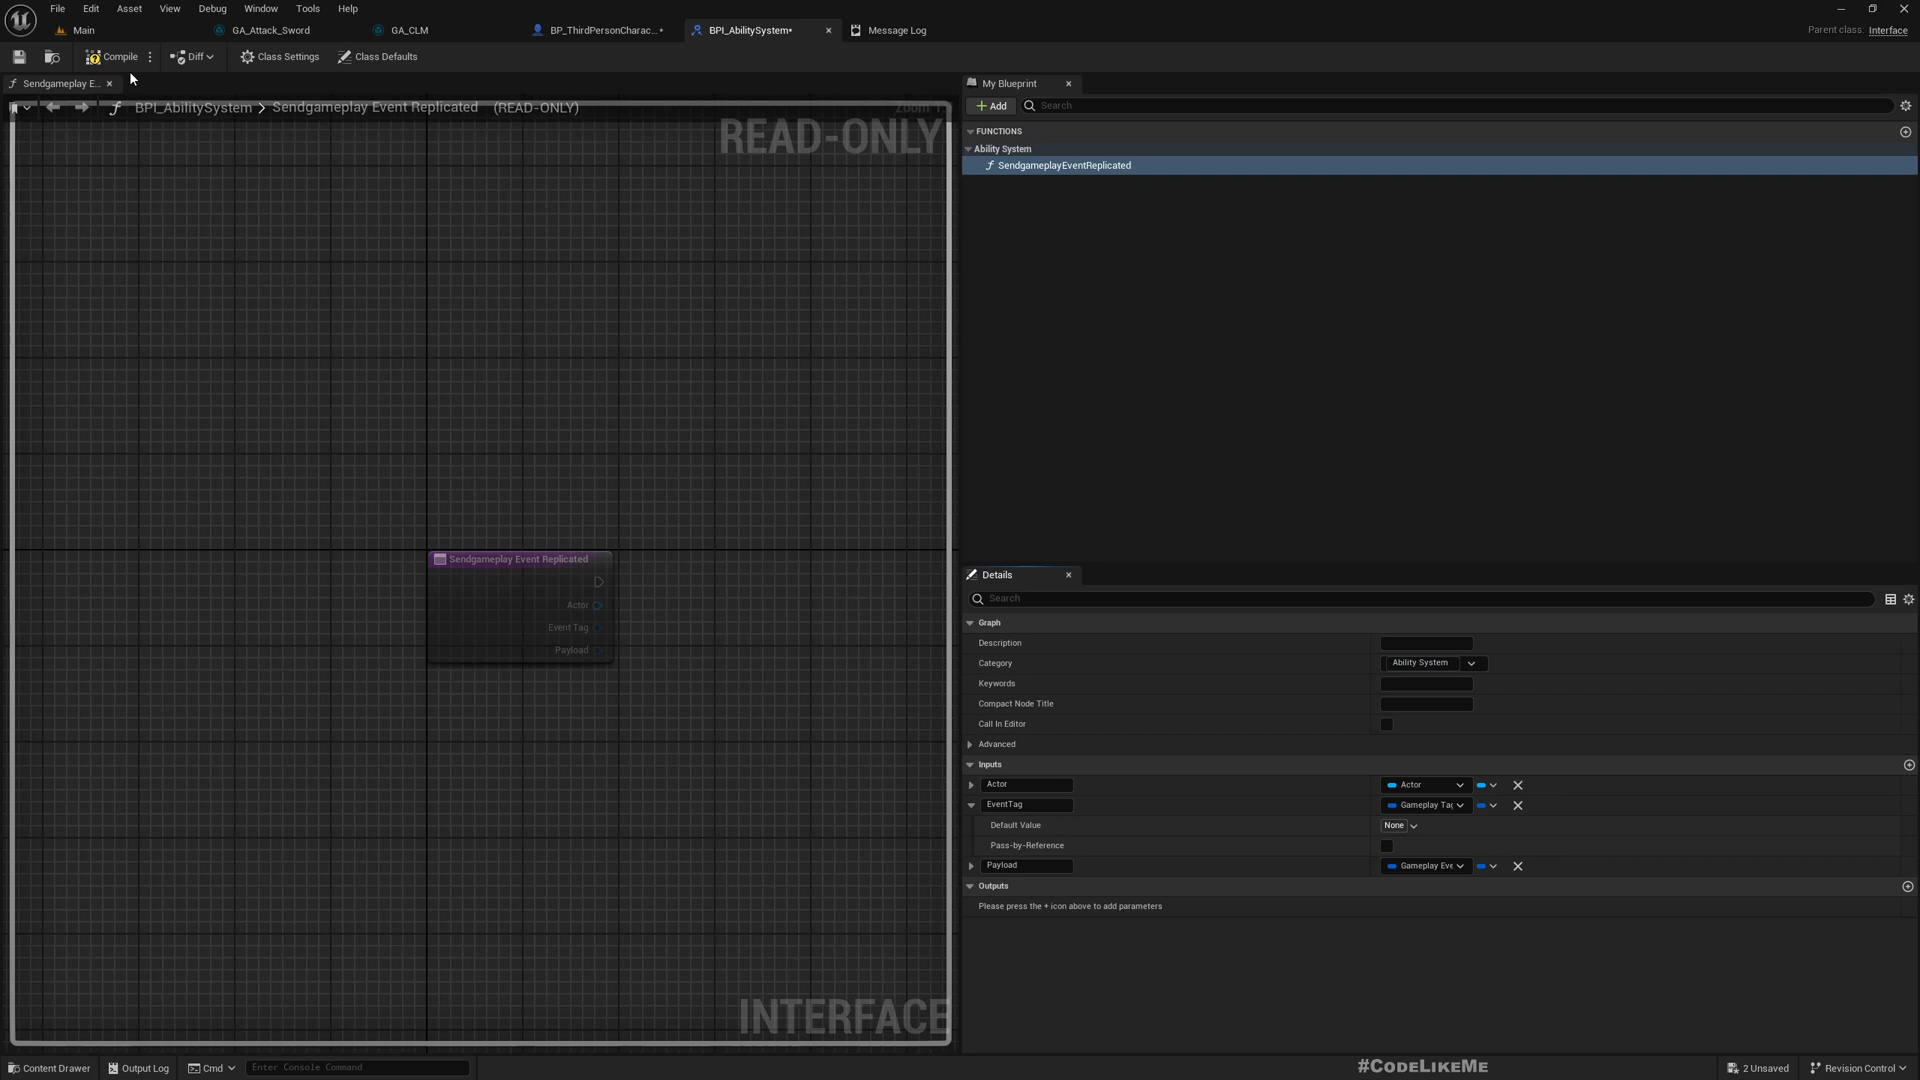 File Edit Asset View Debug Window Tools Help
Main GA_Attack_Sword GA_CLM BP_ThirdPersonCharac...• BPI_AbilitySystem• Message Log Parent class: Interface
Compile Diff Class Settings Class Defaults
Sendgameplay E... My Blueprint
BPI_AbilitySystem > Sendgameplay Event Replicated (READ-ONLY)
+ Add Search
READ-ONLY
FUNCTIONS
Ability System
f SendgameplayEventReplicated
Sendgameplay Event Replicated
Actor
Event Tag
Payload
INTERFACE
Details
Search
Graph
Description
Category Ability System
Keywords
Compact Node Title
Call In Editor
Advanced
Inputs
Actor Actor
EventTag Gameplay Tag
Default Value None
Pass-by-Reference
Payload Gameplay Eve
Outputs
Please press the + icon above to add parameters
Content Drawer Output Log Cmd Enter Console Command #CodeLikeMe 2 Unsaved Revision Control